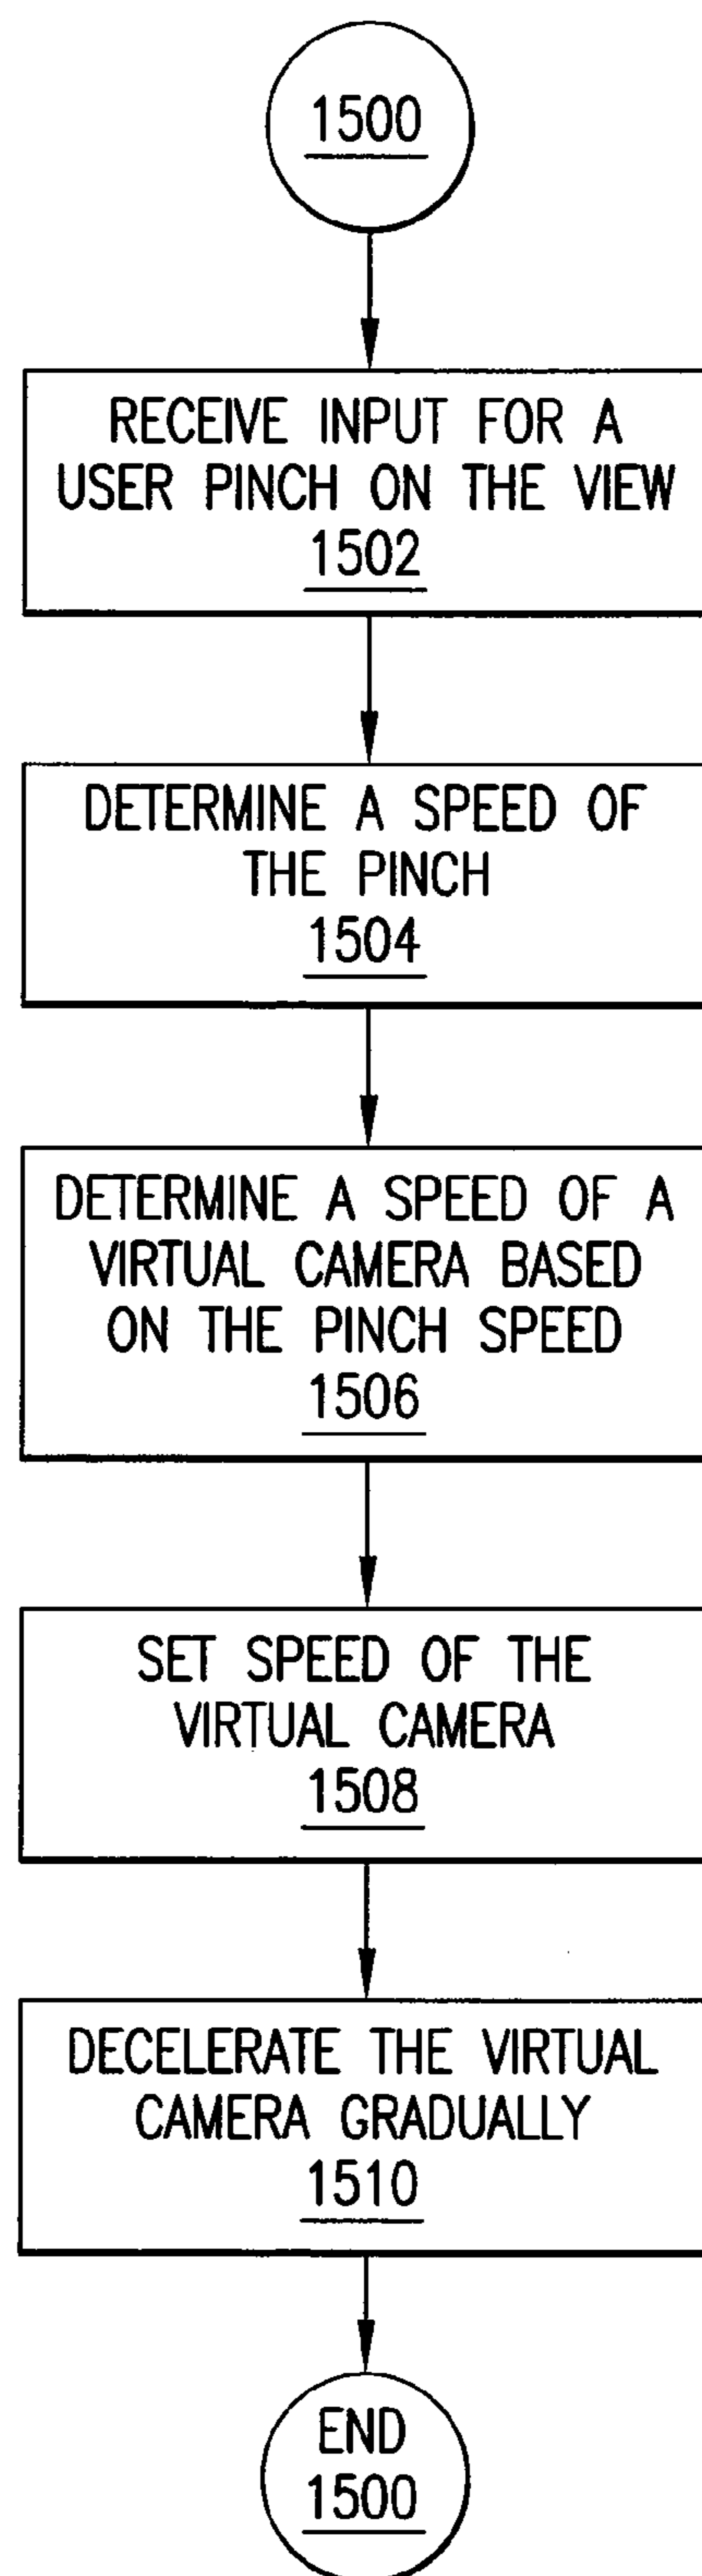 1500
RECEIVE INPUT FOR A
USER PINCH ON THE VIEW
1502
DETERMINE A SPEED OF
THE PINCH
1504
DETERMINE A SPEED OF A
VIRTUAL CAMERA BASED
ON THE PINCH SPEED
1506
SET SPEED OF THE
VIRTUAL CAMERA
1508
DECELERATE THE VIRTUAL
CAMERA GRADUALLY
1510
END
1500